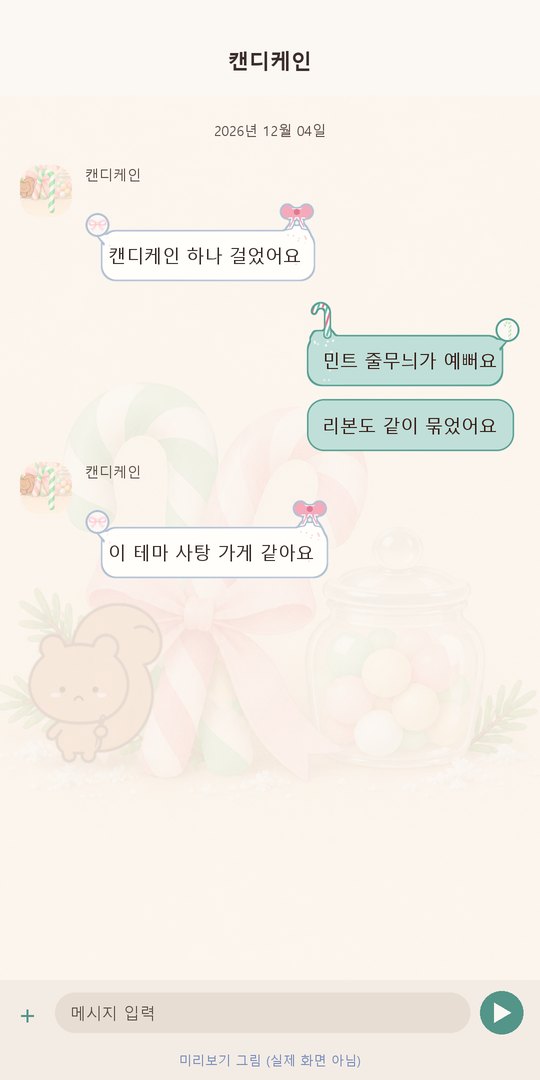 캔디케인
2026년 12월 04일
캔디케인
캔디케인 하나 걸었어요
민트 줄무늬가 예뻐요
리본도 같이 묶었어요
캔디케인
이 테마 사탕 가게 같아요
+
메시지 입력
미리보기 그림 (실제 화면 아님)